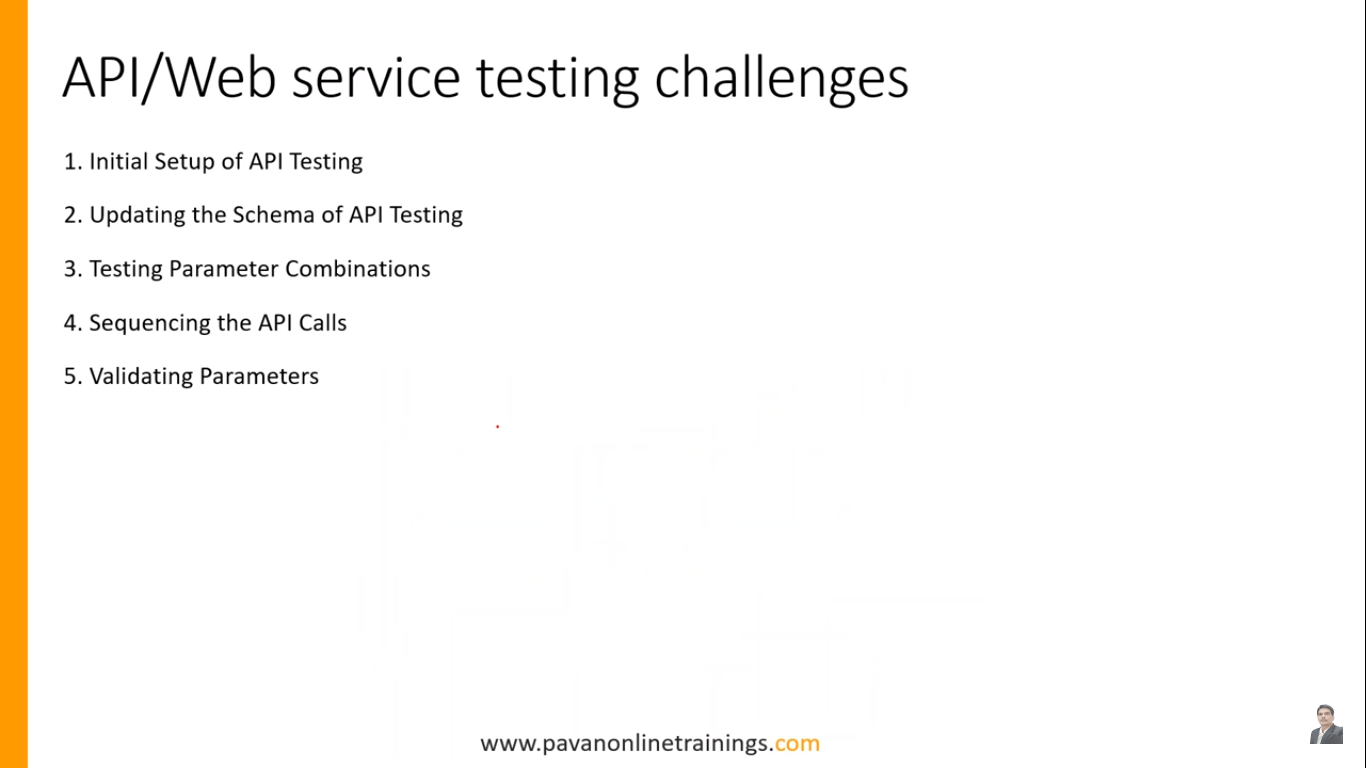 API/Web service testing challenges
1. Initial Setup of API Testing
2. Updating the Schema of API Testing
3. Testing Parameter Combinations
4. Sequencing the API Calls
5. Validating Parameters
www.pavanonlinetrainings.com